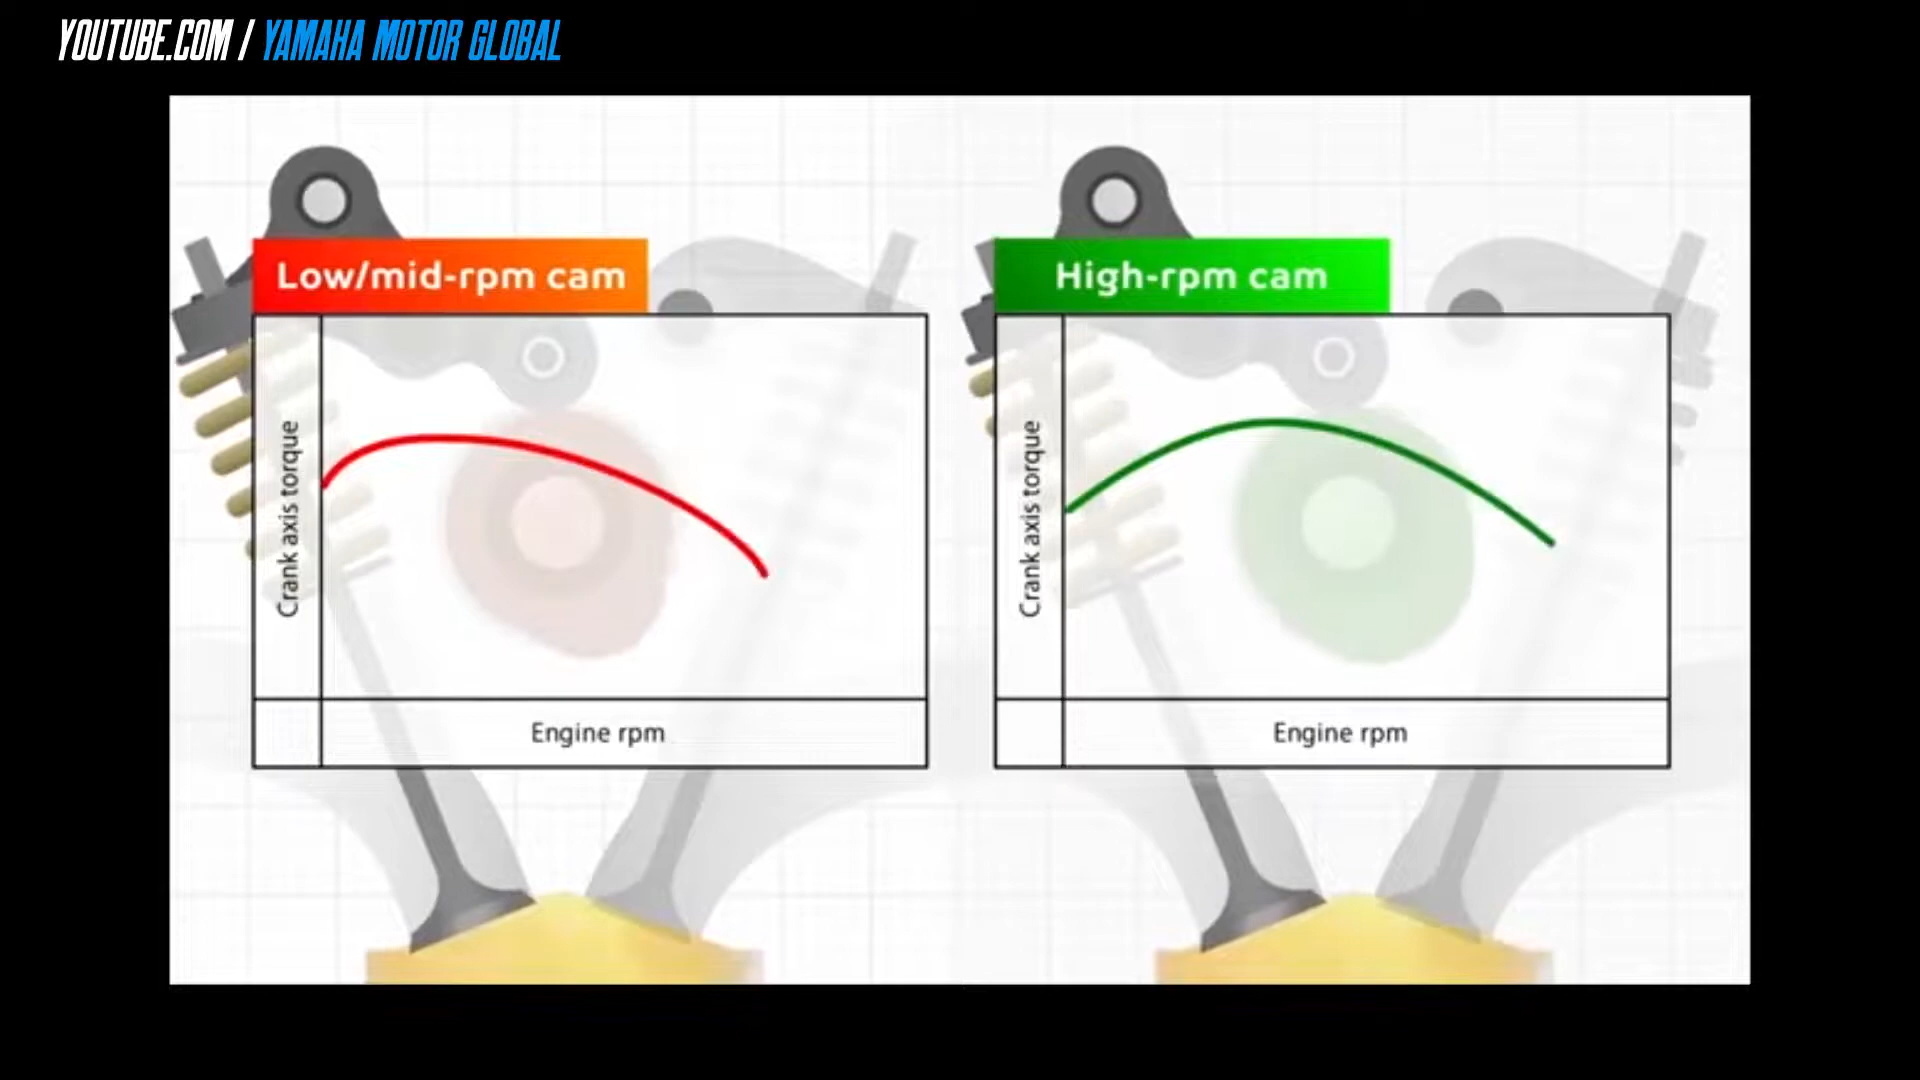 YOUTUBE.COM / YAMAHA MOTOR GLOBAL
Low/mid-rpm cam
Crank axis torque
Engine rpm
High-rpm cam
Crank axis torque
Engine rpm